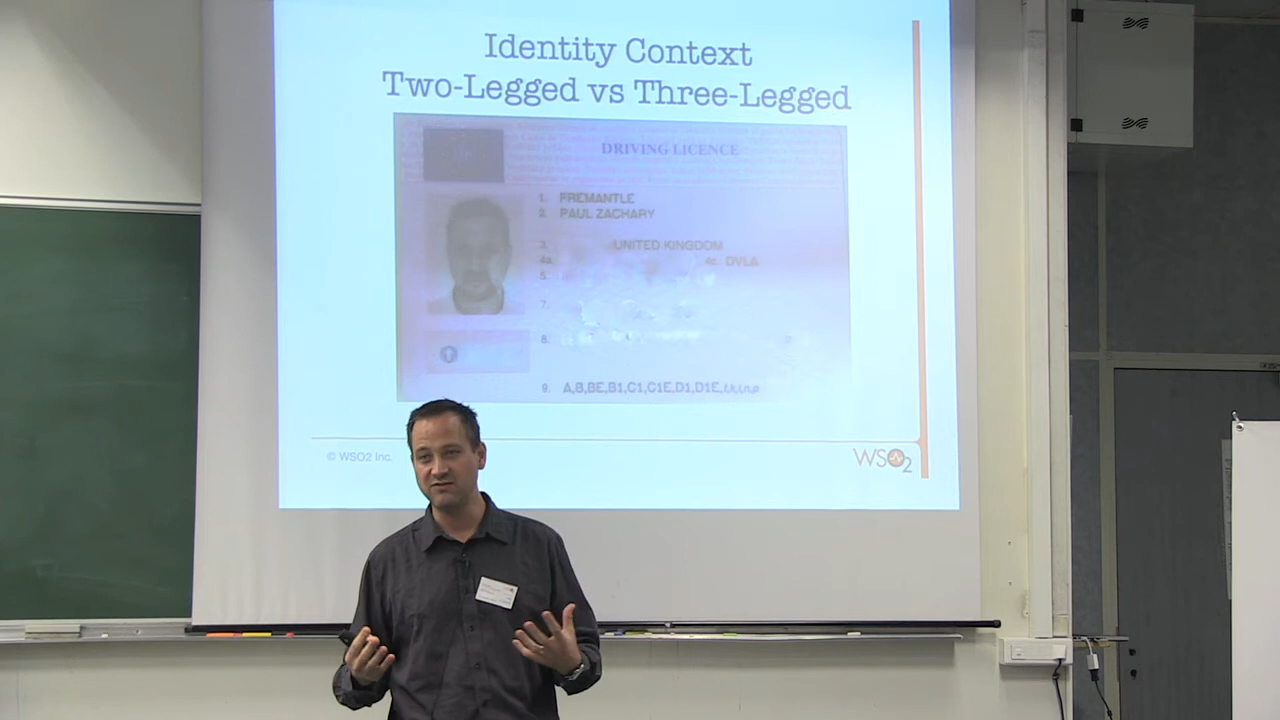 Identity Context
Two-Legged vs Three-Legged
DRIVING LICENCE
1. FREMANTLE
2. PAUL ZACHARY
3. UNITED KINGDOM
4a. 4c. DVLA
5.
7.
8.
9. A,B,BE,B1,C1,C1E,D1,D1E,f,k,l,n,p
© WSO2 Inc.
WSO2